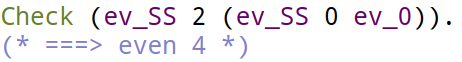 Check (ev_SS 2 (ev_SS 0 ev_0)).
(* ===> even 4 *)